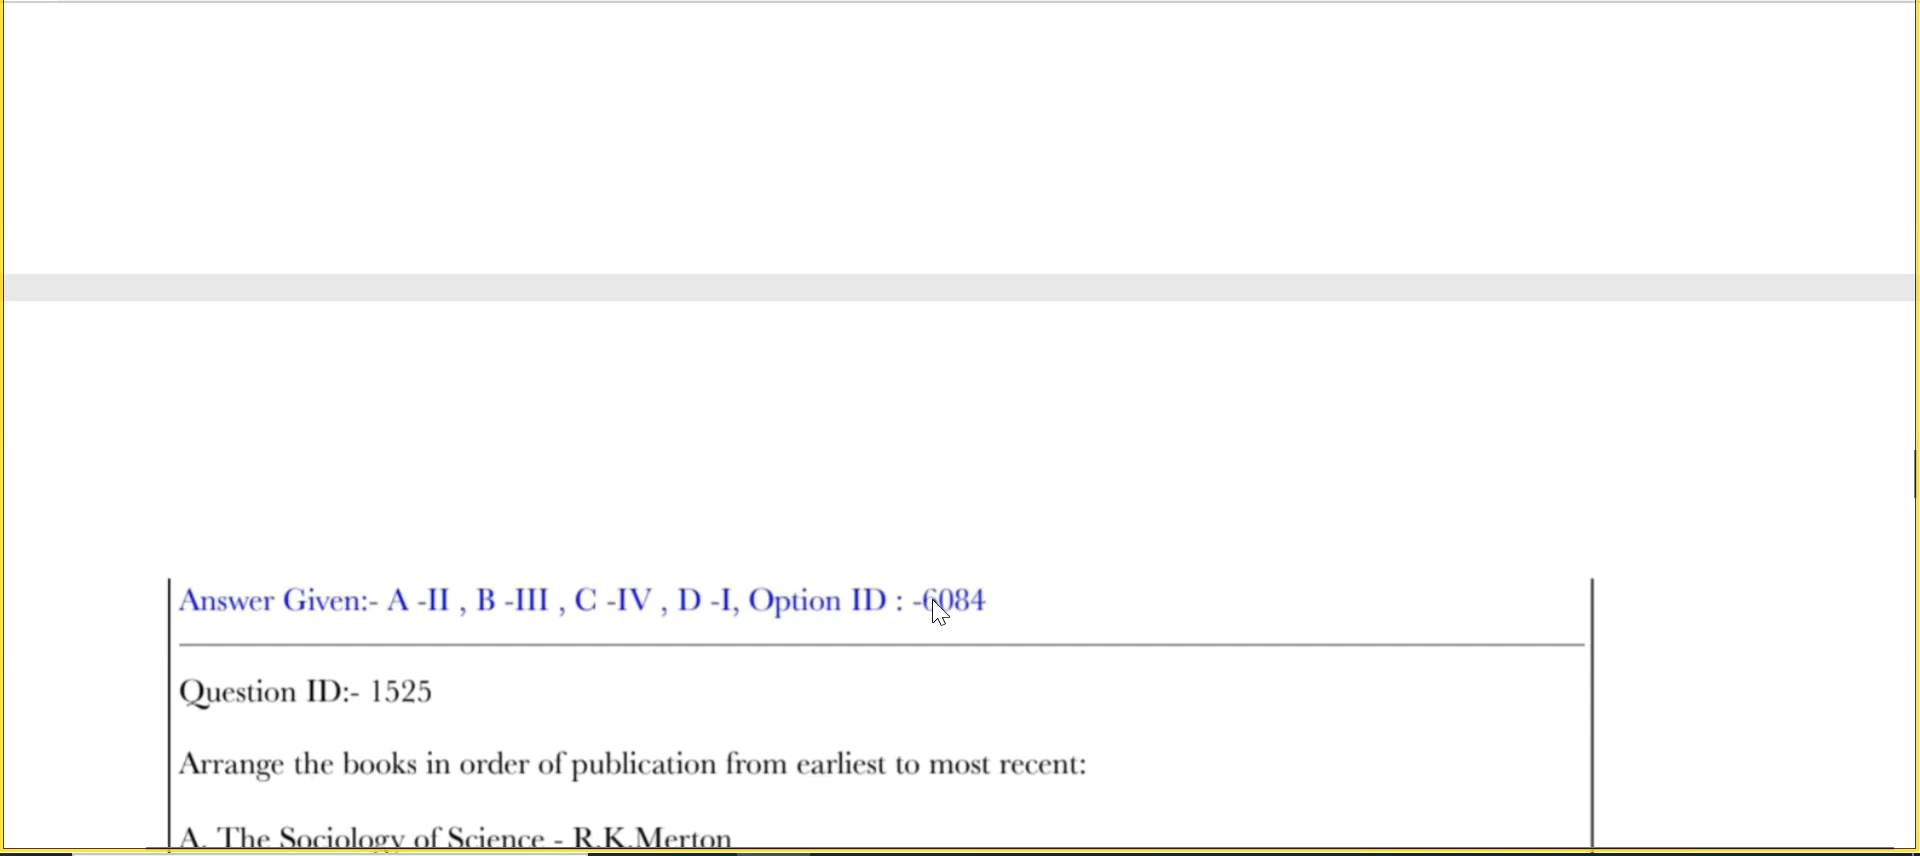 Answer Given:- A -II , B -III , C -IV , D -I, Option ID : -6084
Question ID:- 1525
Arrange the books in order of publication from earliest to most recent:
A. The Sociology of Science - R.K.Merton